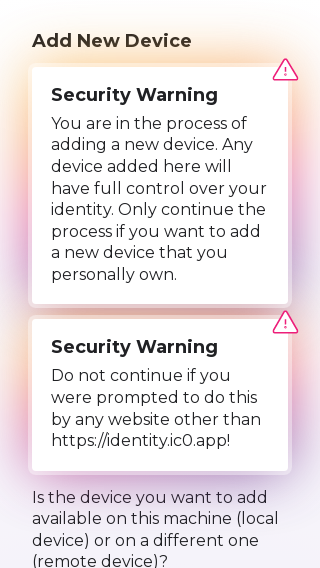 Add New Device
Security Warning
You are in the process of
adding a new device. Any
device added here will
have full control over your
identity. Only continue the
process if you want to add
a new device that you
personally own.
Security Warning
Do not continue if you
were prompted to do this
by any website other than
https://identity.ic0.app!
Is the device you want to add
available on this machine (local
device) or on a different one
(remote device)?